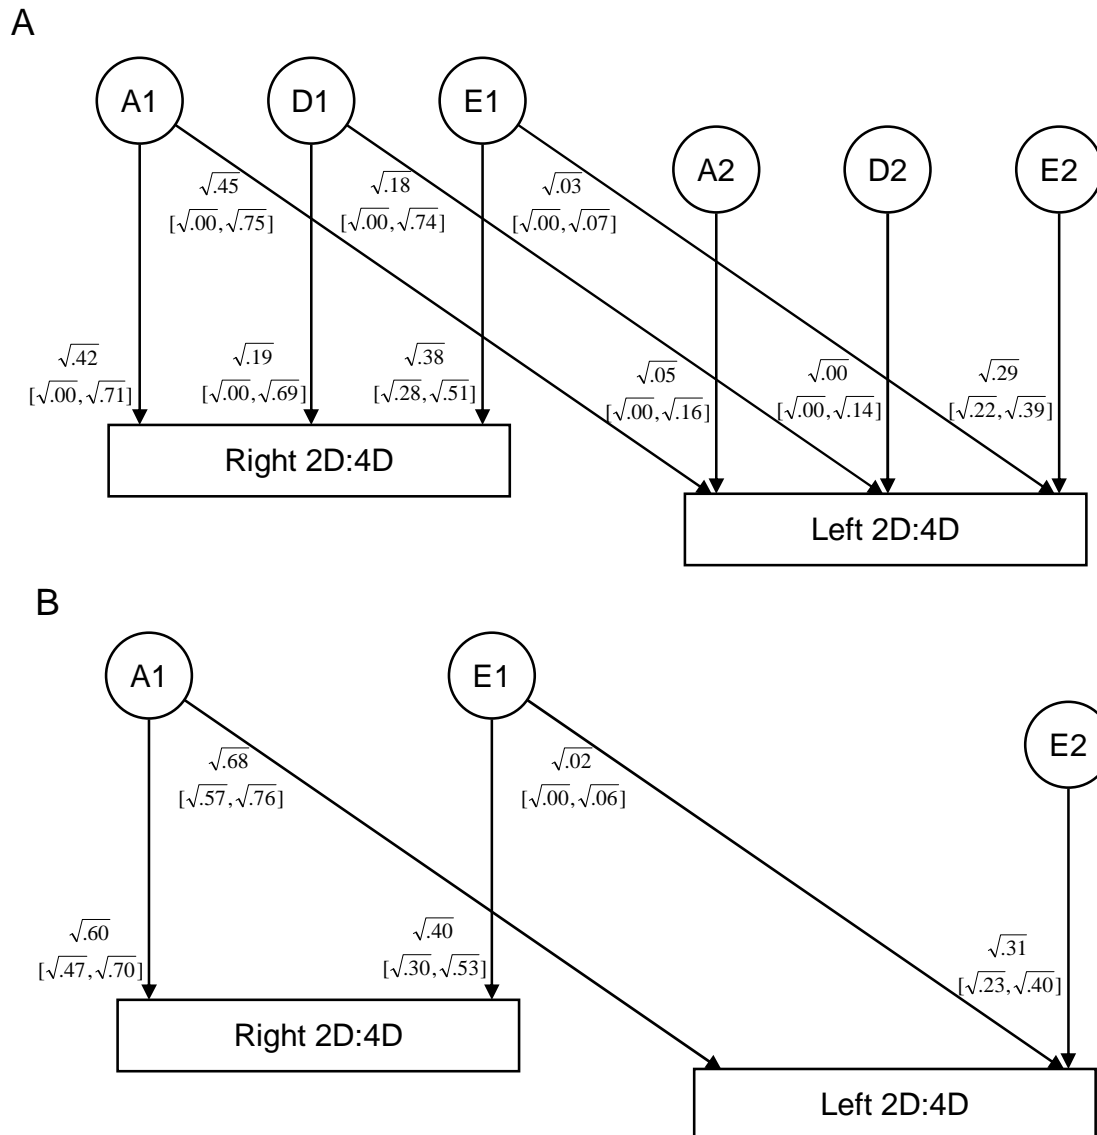 A
A1 D1 E1
A2 D2 E2
√.45 √.18 √.03
[√.00,√.75] [√.00,√.74] [√.00,√.07]
√.42 √.19 √.38
[√.00,√.71] [√.00,√.69] [√.28,√.51]
√.05 √.00 √.29
[√.00,√.16] [√.00,√.14] [√.22,√.39]
Right 2D:4D
Left 2D:4D
B
A1 E1
E2
√.68 √.02
[√.57,√.76] [√.00,√.06]
√.60 √.40
[√.47,√.70] [√.30,√.53]
√.31
[√.23,√.40]
Right 2D:4D
Left 2D:4D